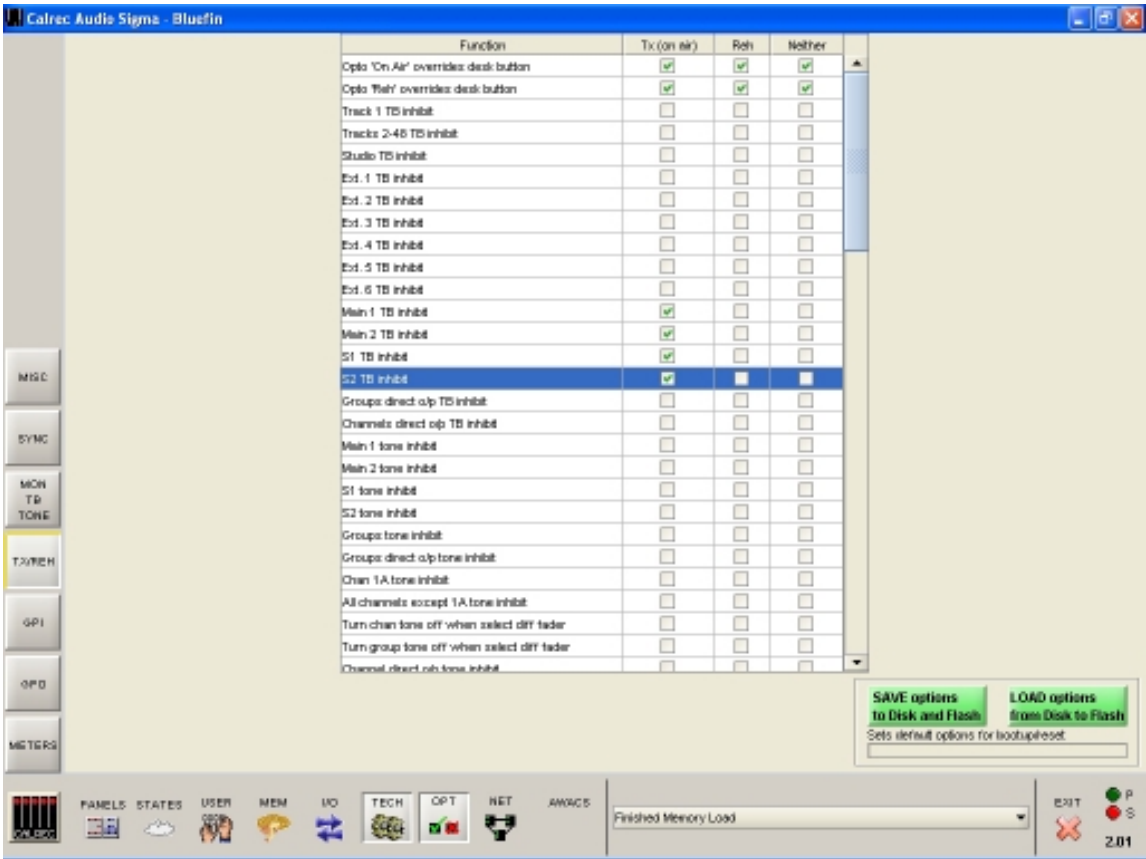 Calrec Audio Sigma - Bluefin
Function Tx (on air) Reh Neither
Opto 'On Air' overrides desk button
Opto 'Reh' overrides desk button
Track 1 TB inhibit
Tracks 2-48 TB inhibit
Studio TB inhibit
Ext. 1 TB inhibit
Ext. 2 TB inhibit
Ext. 3 TB inhibit
Ext. 4 TB inhibit
Ext. 5 TB inhibit
Ext. 6 TB inhibit
Main 1 TB inhibit
Main 2 TB inhibit
S1 TB inhibit
S2 TB inhibit
Groups direct o/p TB inhibit
Channels direct o/p TB inhibit
Main 1 tone inhibit
Main 2 tone inhibit
S1 tone inhibit
S2 tone inhibit
Groups tone inhibit
Groups direct o/p tone inhibit
Chan 1A tone inhibit
All channels except 1A tone inhibit
Turn chan tone off when select diff fader
Turn group tone off when select diff fader
Channel direct o/p tone inhibit
MISC
SYNC
MON
TB
TONE
TX/REH
GPI
GPO
METERS
SAVE options
to Disk and Flash
LOAD options
from Disk to Flash
Sets default options for bootup/reset
CALREC
PANELS STATES USER MEM I/O TECH OPT NET AWACS
Finished Memory Load
EXIT
P
S
2.01